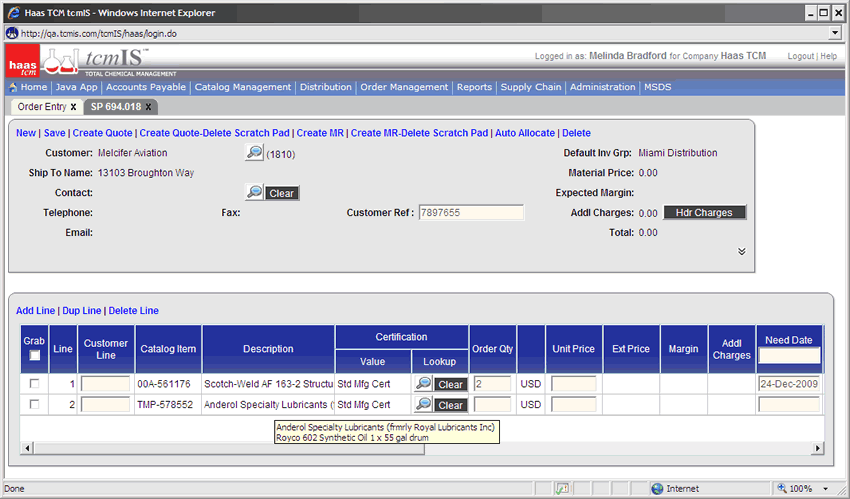 Haas TCM tcmIS - Windows Internet Explorer
http://qa.tcmis.com/tcmIS/haas/login.do
haas tcm
tcmIS™
TOTAL CHEMICAL MANAGEMENT
Logged in as: Melinda Bradford for Company Haas TCM Logout | Help
Home | Java App | Accounts Payable | Catalog Management | Distribution | Order Management | Reports | Supply Chain | Administration | MSDS
Order Entry x SP 694.018 x
New | Save | Create Quote | Create Quote-Delete Scratch Pad | Create MR | Create MR-Delete Scratch Pad | Auto Allocate | Delete
Customer: Melcifer Aviation (1810) Default Inv Grp: Miami Distribution
Ship To Name: 13103 Broughton Way Material Price: 0.00
Contact: Clear Expected Margin:
Telephone: Fax: Customer Ref : 7897655 Addl Charges: 0.00 Hdr Charges
Email: Total: 0.00
Add Line | Dup Line | Delete Line
Grab Line Customer Line Catalog Item Description Certification Value Lookup Order Qty Unit Price Ext Price Margin Addl Charges Need Date
1 00A-561176 Scotch-Weld AF 163-2 Structu Std Mfg Cert Clear 2 USD 24-Dec-2009
2 TMP-578552 Anderol Specialty Lubricants (f Std Mfg Cert Clear USD
Anderol Specialty Lubricants (frmrly Royal Lubricants Inc)
Royco 602 Synthetic Oil 1 x 55 gal drum
Done Internet 100%